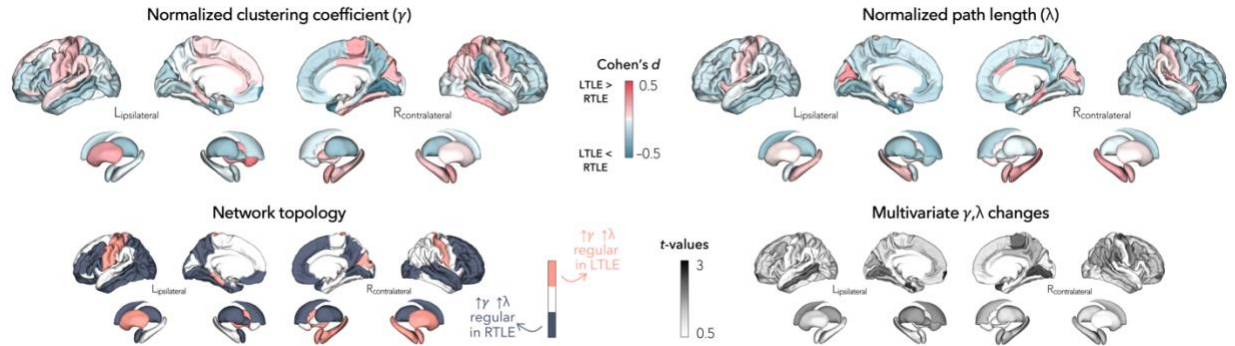 Normalized clustering coefficient (γ)
Normalized path length (λ)
Cohen's d
LTLE >
RTLE
0.5
LTLE <
RTLE
–0.5
Lipsilateral
Rcontralateral
Lipsilateral
Rcontralateral
Network topology
Multivariate γ,λ changes
↑γ ↑λ
regular
in LTLE
↑γ ↑λ
regular
in RTLE
t-values
3
0.5
Lipsilateral
Rcontralateral
Lipsilateral
Rcontralateral